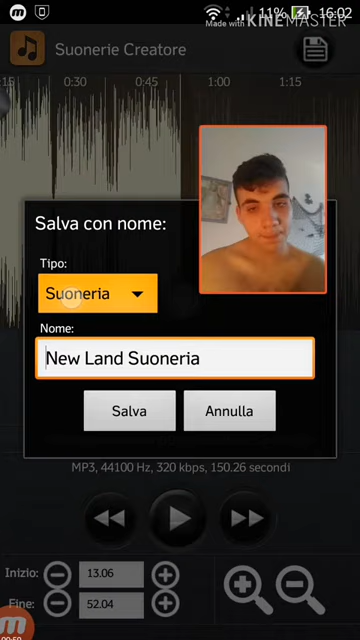 11% 16:02
Made with KINEMASTER
Suonerie Creatore
:15 0:30 0:45 1:00 1:15
Salva con nome:
Tipo:
Suoneria
Nome:
New Land Suoneria
Salva Annulla
MP3, 44100 Hz, 320 kbps, 150.26 secondi
Inizio: 13.06
Fine: 52.04